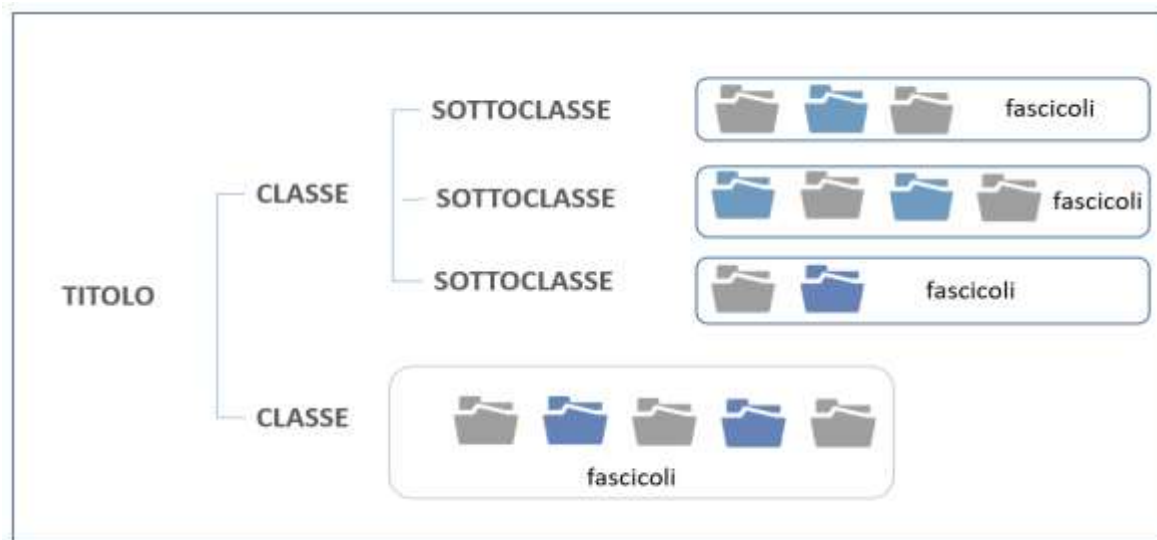 SOTTOCLASSE
fascicoli
CLASSE
SOTTOCLASSE
fascicoli
SOTTOCLASSE
fascicoli
TITOLO
CLASSE
fascicoli